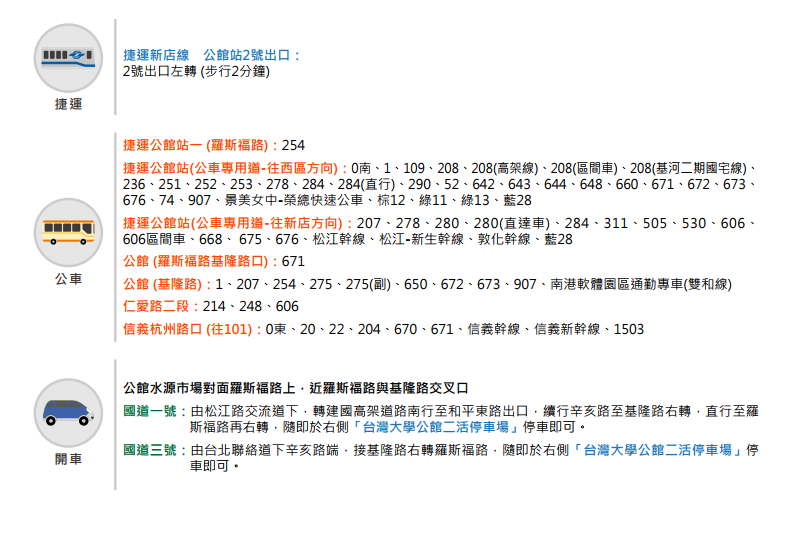 捷運
捷運新店線　公館站2號出口：
2號出口左轉 (步行2分鐘)
公車
捷運公館站一 (羅斯福路)：254
捷運公館站(公車專用道-往西區方向)：0南、1、109、208、208(高架線)、208(區間車)、208(基河二期國宅線)、
236、251、252、253、278、284、284(直行)、290、52、642、643、644、648、660、671、672、673、
676、74、907、景美女中-榮總快速公車、棕12、綠11、綠13、藍28
捷運公館站(公車專用道-往新店方向)：207、278、280、280(直達車)、284、311、505、530、606、
606區間車、668、 675、676、松江幹線、松江-新生幹線、敦化幹線、藍28
公館 (羅斯福路基隆路口)：671
公館 (基隆路)：1、207、254、275、275(副)、650、672、673、907、南港軟體園區通勤專車(雙和線)
仁愛路二段：214、248、606
信義杭州路口 (往101)：0東、20、22、204、670、671、信義幹線、信義新幹線、1503
開車
公館水源市場對面羅斯福路上，近羅斯福路與基隆路交叉口
國道一號：由松江路交流道下，轉建國高架道路南行至和平東路出口，續行辛亥路至基隆路右轉，直行至羅
斯福路再右轉，隨即於右側「台灣大學公館二活停車場」停車即可。
國道三號：由台北聯絡道下辛亥路端，接基隆路右轉羅斯福路，隨即於右側「台灣大學公館二活停車場」停
車即可。